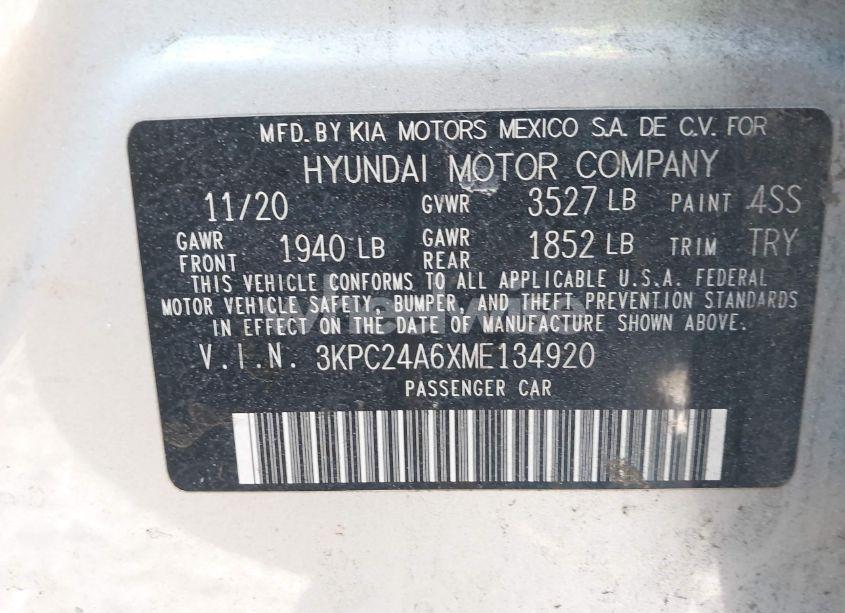 MFD. BY KIA MOTORS MEXICO S.A. DE C.V. FOR
HYUNDAI MOTOR COMPANY
11/20 GVWR 3527 LB PAINT 4SS
GAWR FRONT 1940 LB GAWR REAR 1852 LB TRIM TRY
THIS VEHICLE CONFORMS TO ALL APPLICABLE U.S.A. FEDERAL
MOTOR VEHICLE SAFETY, BUMPER, AND THEFT PREVENTION STANDARDS
IN EFFECT ON THE DATE OF MANUFACTURE SHOWN ABOVE.
V.I.N. 3KPC24A6XME134920
PASSENGER CAR